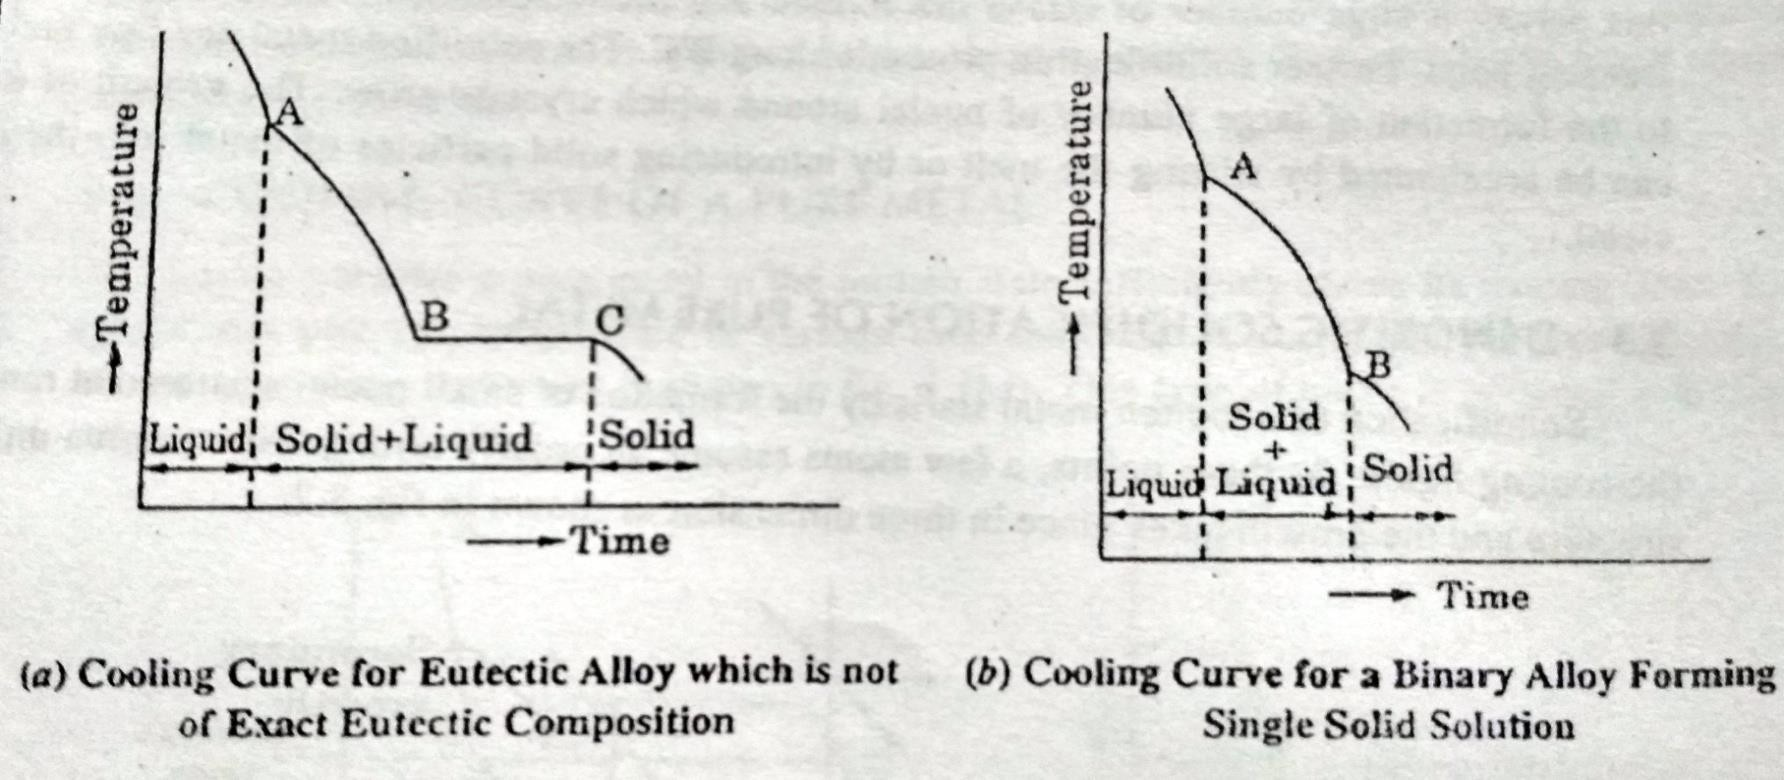 Temperature
A
B
C
Liquid
Solid+Liquid
Solid
Time
(a) Cooling Curve for Eutectic Alloy which is not
of Exact Eutectic Composition
Temperature
A
B
Solid
+
Liquid
Liquid
Solid
Time
(b) Cooling Curve for a Binary Alloy Forming
Single Solid Solution